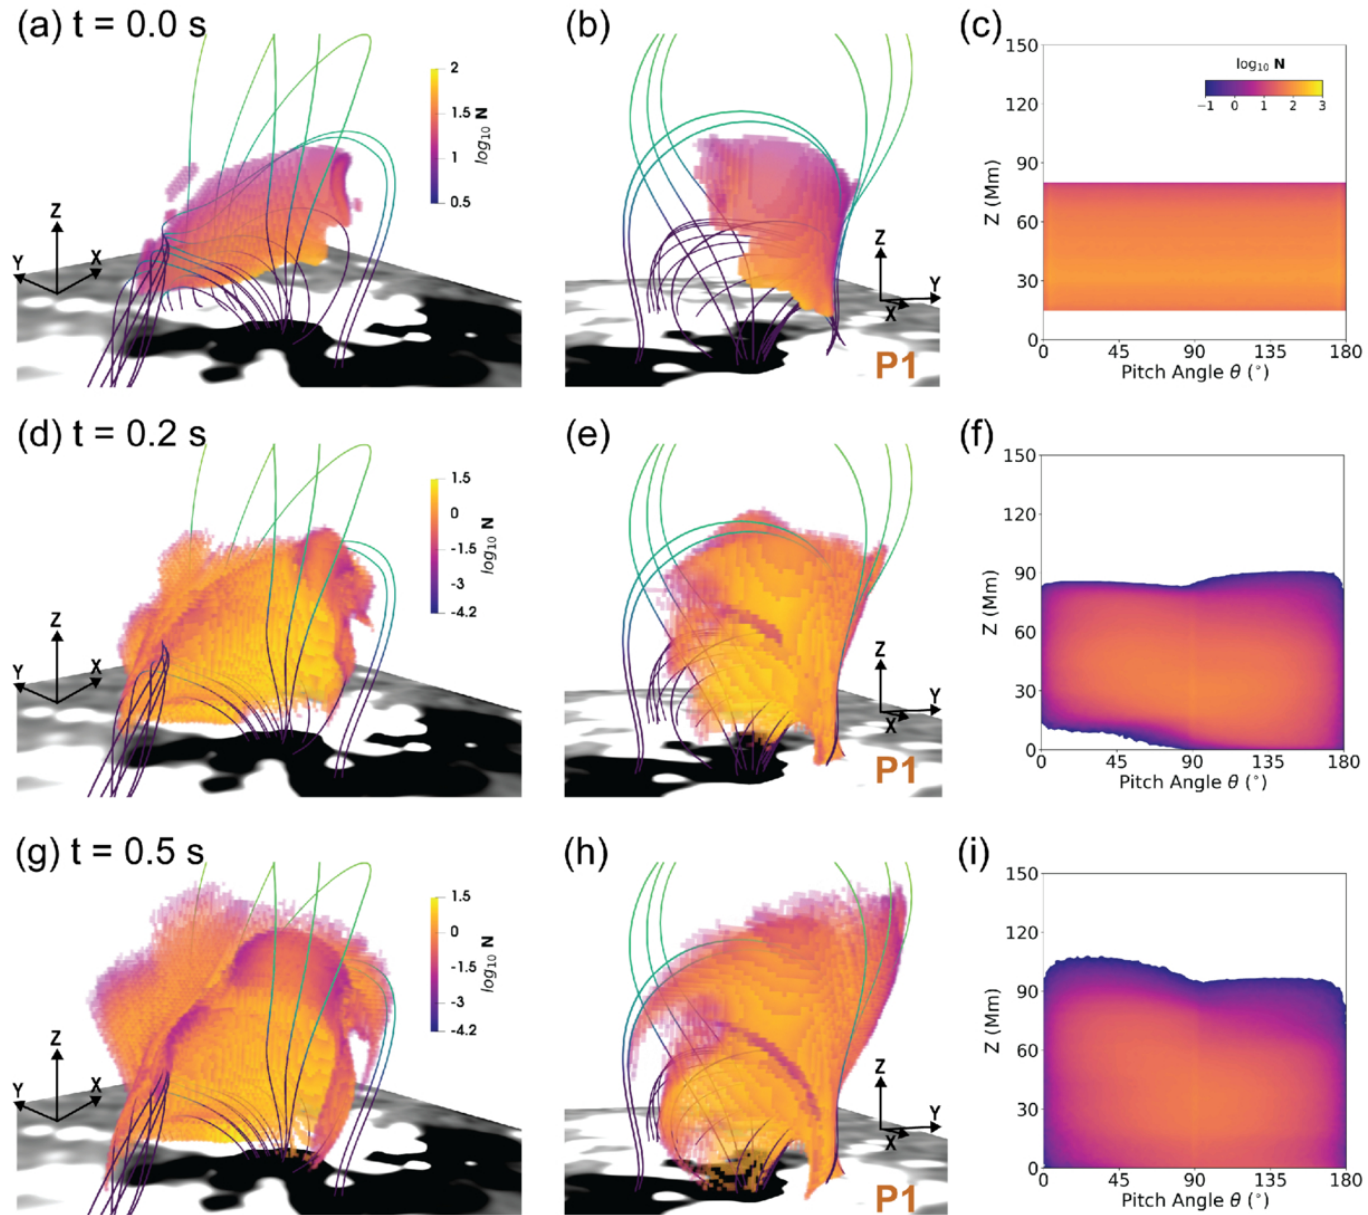 (a) t = 0.0 s
2
1.5
1
0.5
log₁₀ N
Z
Y
X
(b)
Z
Y
X
P1
(c)
log₁₀ N
−1 0 1 2 3
150
120
90
60
30
0
Z (Mm)
0 45 90 135 180
Pitch Angle θ (°)
(d) t = 0.2 s
1.5
0
-1.5
-3
-4.2
log₁₀ N
Z
Y
X
(e)
Z
Y
X
P1
(f)
150
120
90
60
30
0
Z (Mm)
0 45 90 135 180
Pitch Angle θ (°)
(g) t = 0.5 s
1.5
0
-1.5
-3
-4.2
log₁₀ N
Z
Y
X
(h)
Z
Y
X
P1
(i)
150
120
90
60
30
0
Z (Mm)
0 45 90 135 180
Pitch Angle θ (°)